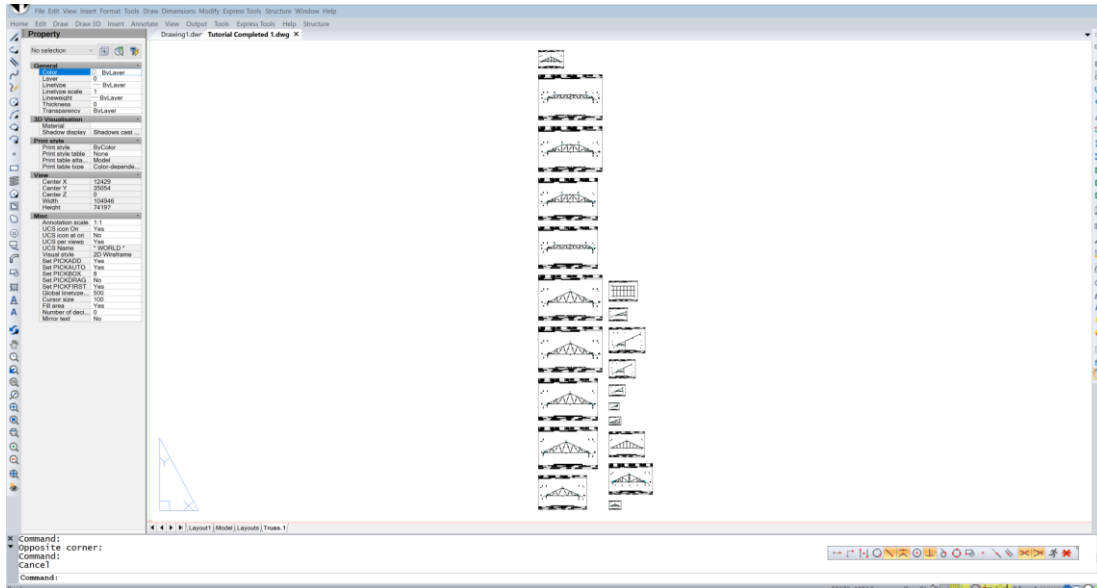 File Edit View Insert Format Tools Draw Dimensions Modify Express Tools Structure Window Help
Home Edit Draw Draw 3D Insert Annotate View Output Tools Express Tools Help Structure
Property
Drawing1.dwr Tutorial Completed 1.dwg ×
No selection
General
Color ByLayer
Layer 0
Linetype ByLayer
Linetype scale 1
Lineweight ByLayer
Thickness 0
Transparency ByLayer
3D Visualisation
Material
Shadow display Shadows cast ...
Print style
Print style ByColor
Print style table None
Print table atta... Model
Print table type Color-depende...
View
Center X 12429
Center Y 35054
Center Z 0
Width 104946
Height 74197
Misc
Annotation scale 1:1
UCS icon On Yes
UCS icon at ori No
UCS per viewp Yes
UCS Name * WORLD *
Visual style 2D Wireframe
Set PICKADD Yes
Set PICKAUTO Yes
Set PICKBOX 8
Set PICKDRAG No
Set PICKFIRST Yes
Global linetype... 500
Cursor size 100
Fill area Yes
Number of deci... 0
Mirror text No
Y
X
Layout1 Model Layouts Truss.1
Command:
Opposite corner:
Command:
Cancel
Command: